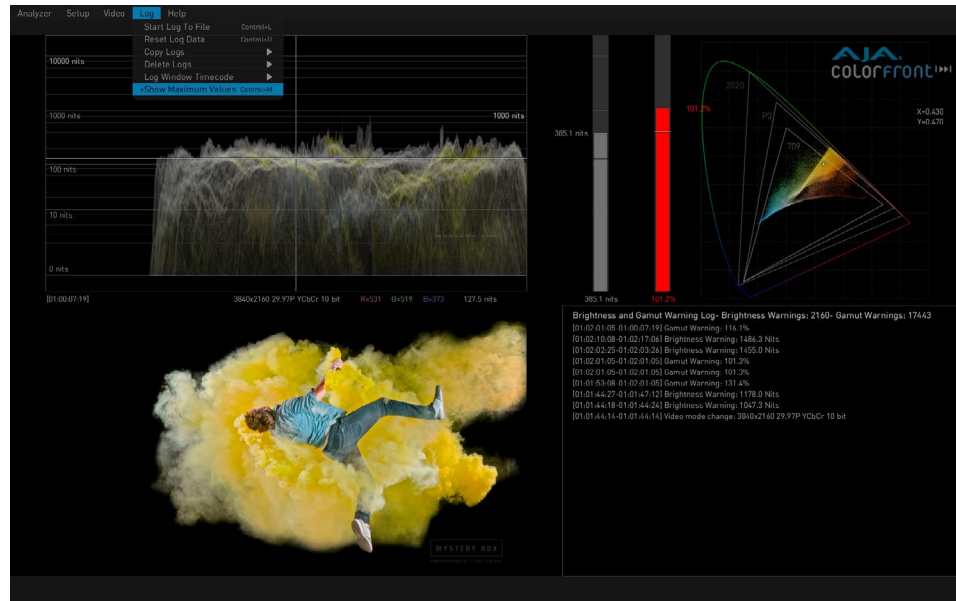 Analyzer Setup Video Log Help
Start Log To File Control+L
Reset Log Data Control+D
Copy Logs
Delete Logs
Log Window Timecode
•Show Maximum Values Control+M
10000 nits
1000 nits
1000 nits
100 nits
10 nits
0 nits
[01:00:07:19] 3840x2160 29.97P YCbCr 10 bit R=531 G=519 B=373 127.5 nits
385.1 nits
385.1 nits
101.2%
101.2%
AJA
colorfront
2020
P3
709
X=0.430
Y=0.470
Brightness and Gamut Warning Log- Brightness Warnings: 2160- Gamut Warnings: 17443
[01:02:01:05-01:00:07:19] Gamut Warning: 116.1%
[01:02:10:08-01:02:17:06] Brightness Warning: 1486.3 Nits
[01:02:02:25-01:02:03:26] Brightness Warning: 1455.0 Nits
[01:02:01:05-01:02:01:05] Gamut Warning: 101.3%
[01:02:01:05-01:02:01:05] Gamut Warning: 101.3%
[01:01:53:08-01:02:01:05] Gamut Warning: 131.4%
[01:01:44:27-01:01:47:12] Brightness Warning: 1178.0 Nits
[01:01:44:18-01:01:44:24] Brightness Warning: 1047.3 Nits
[01:01:44:14-01:01:44:14] Video mode change: 3840x2160 29.97P YCbCr 10 bit
MYSTERY BOX